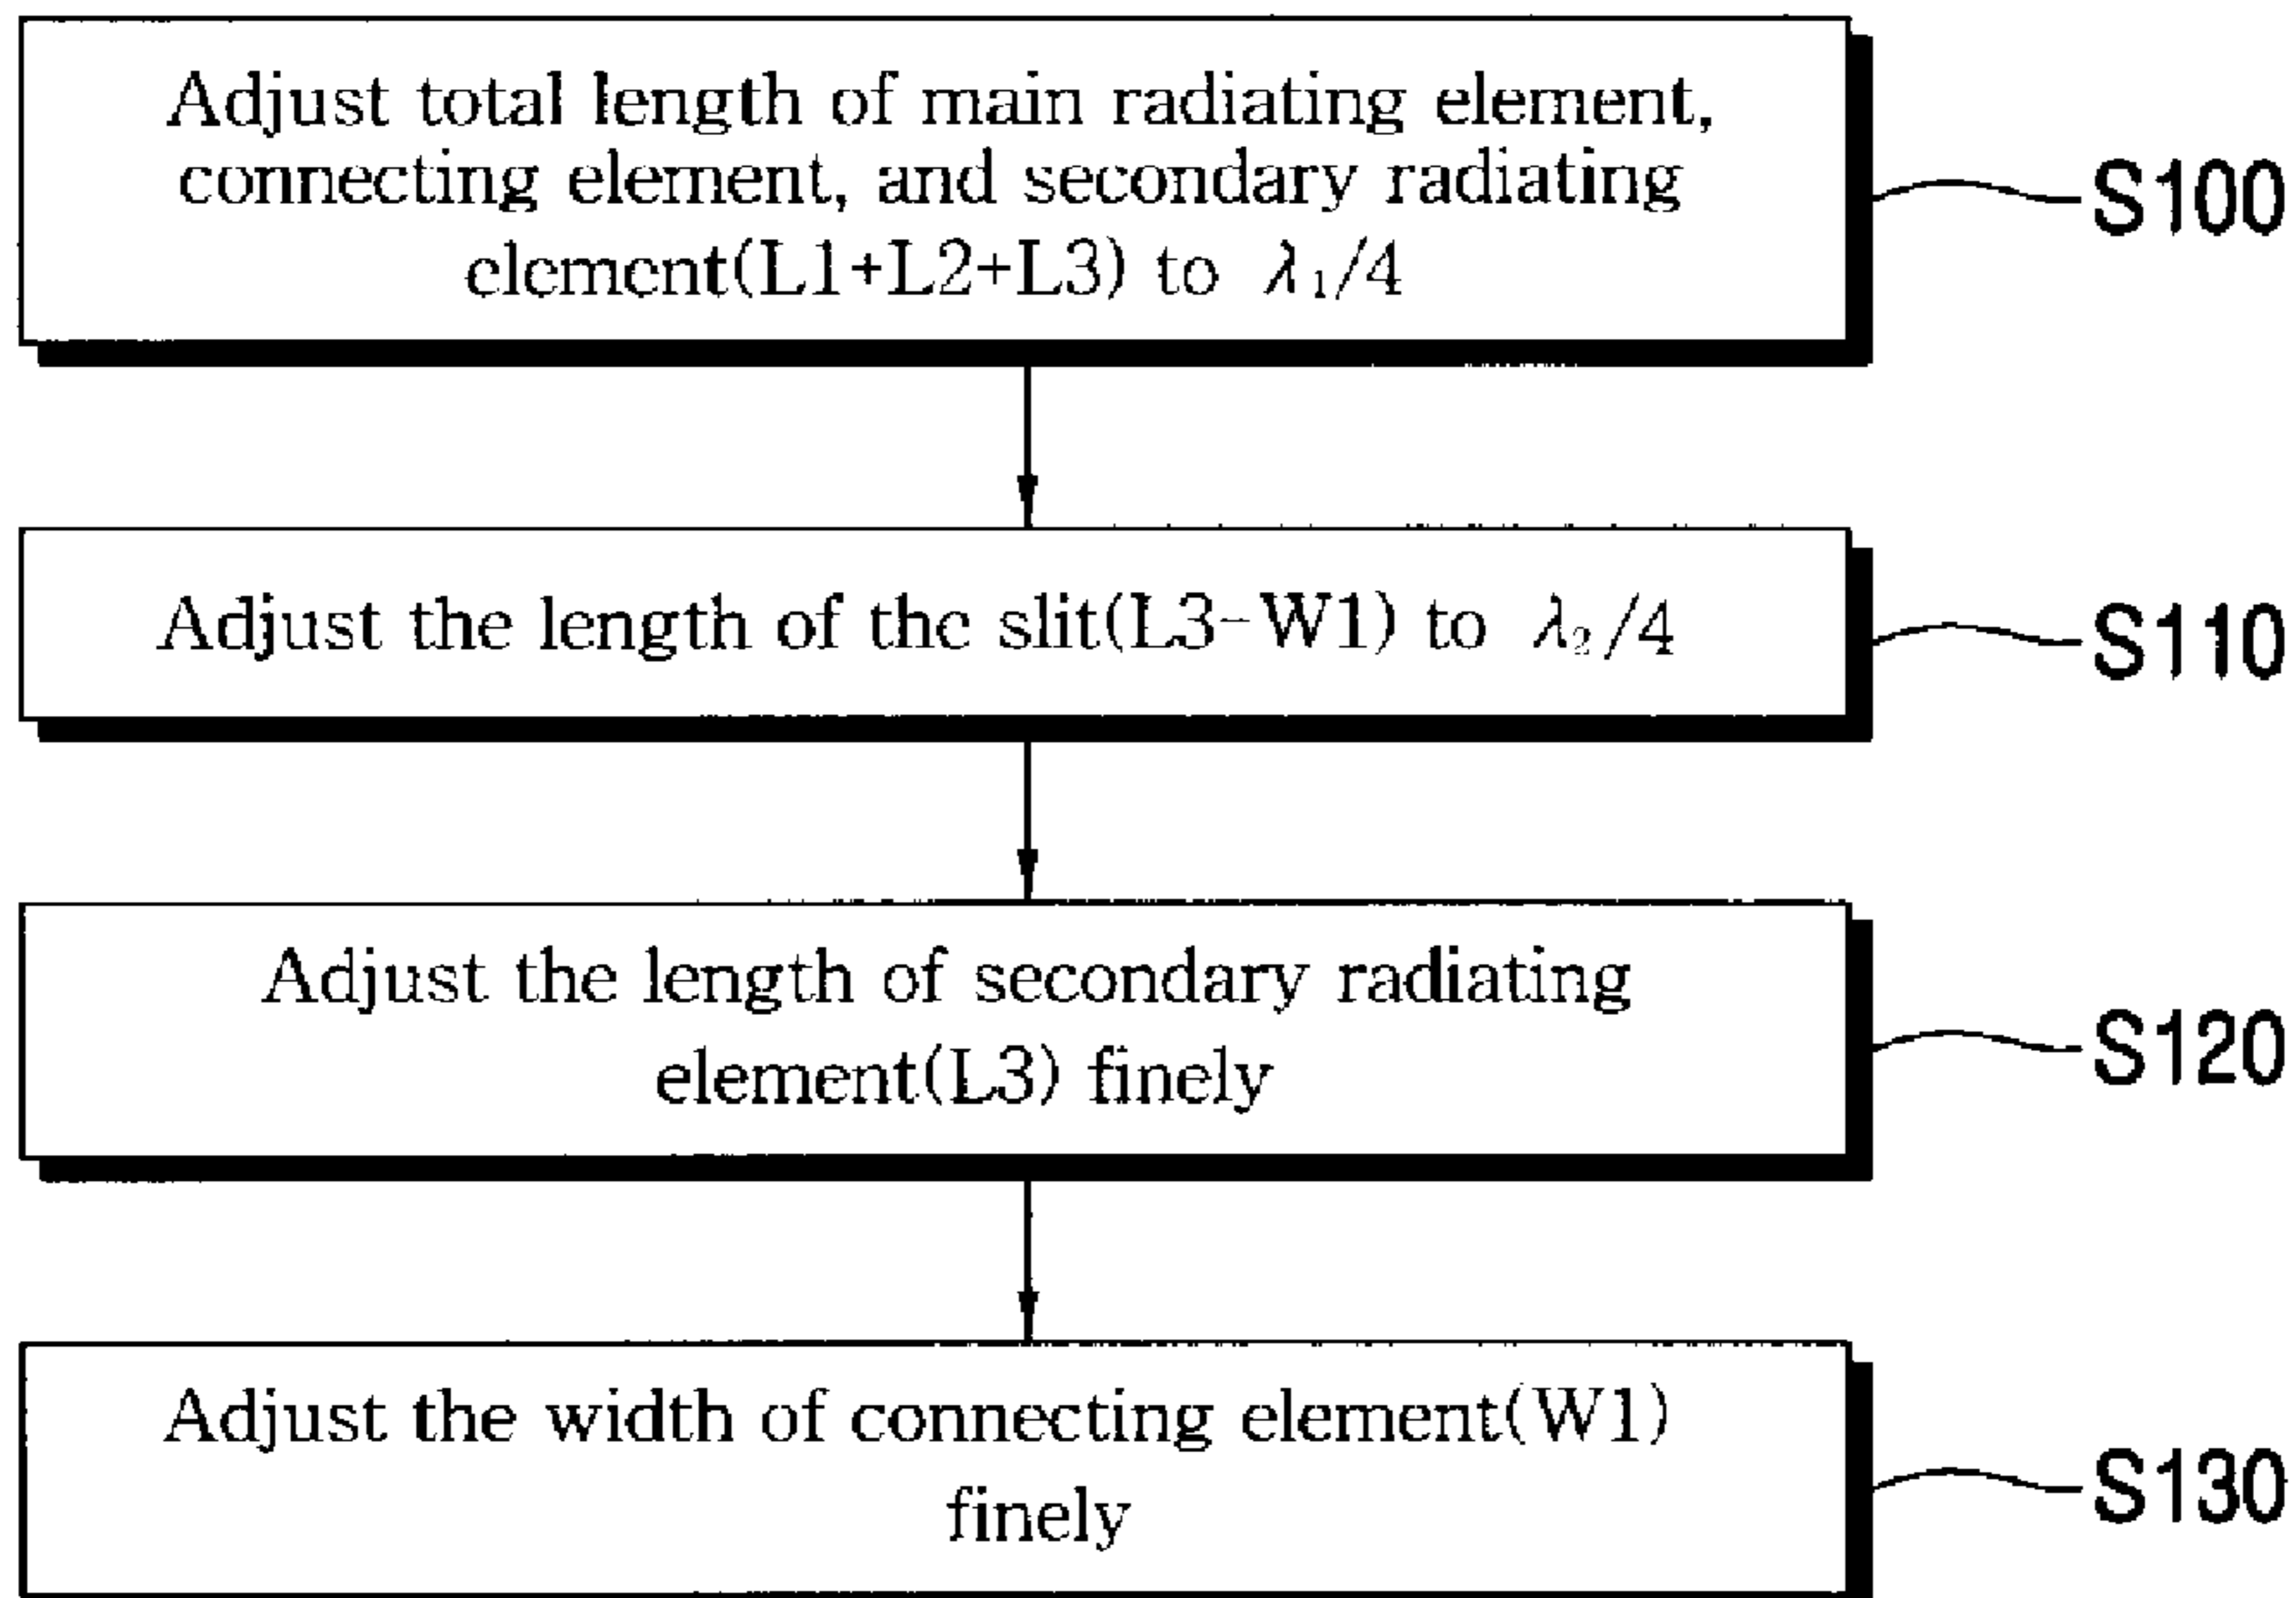 Adjust total length of main radiating element,
connecting element, and secondary radiating
element(L1+L2+L3) to λ₁/4
S100
Adjust the length of the slit(L3-W1) to λ₂/4
S110
Adjust the length of secondary radiating
element(L3) finely
S120
Adjust the width of connecting element(W1)
finely
S130